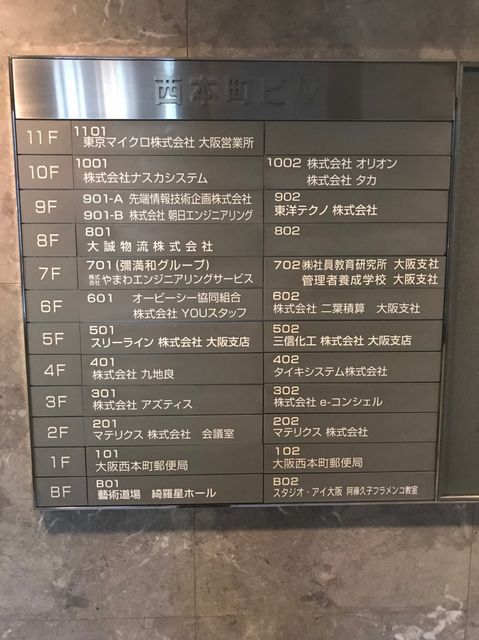 西本町ビル
11F 1101
東京マイクロ株式会社 大阪営業所
10F 1001
株式会社ナスカシステム
1002 株式会社 オリオン
株式会社 タカ
9F 901-A 先端情報技術企画株式会社
901-B 株式会社 朝日エンジニアリング
902
東洋テクノ 株式会社
8F 801
大誠物流株式会社
802
7F 701 (彌満和グループ)
株式会社 やまわエンジニアリングサービス
702 ㈱社員教育研究所 大阪支社
管理者養成学校 大阪支社
6F 601 オービーシー協同組合
株式会社 YOUスタッフ
602
株式会社 二葉積算 大阪支社
5F 501
スリーライン 株式会社 大阪支店
502
三信化工 株式会社 大阪支店
4F 401
株式会社 九地良
402
タイキシステム株式会社
3F 301
株式会社 アズティス
302
株式会社 e-コンシェル
2F 201
マテリクス 株式会社 会議室
202
マテリクス 株式会社
1F 101
大阪西本町郵便局
102
大阪西本町郵便局
BF B01
藝術道場 綺羅星ホール
B02
スタジオ・アイ大阪 阿藤久子フラメンコ教室